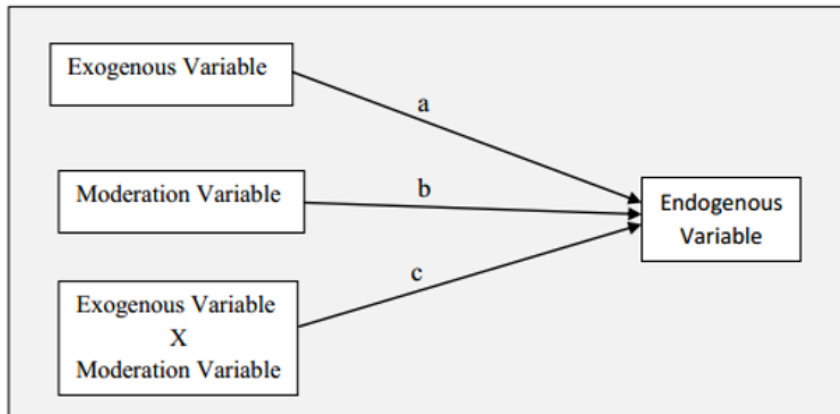 Exogenous Variable
a
Moderation Variable
b
Endogenous
Variable
c
Exogenous Variable
X
Moderation Variable